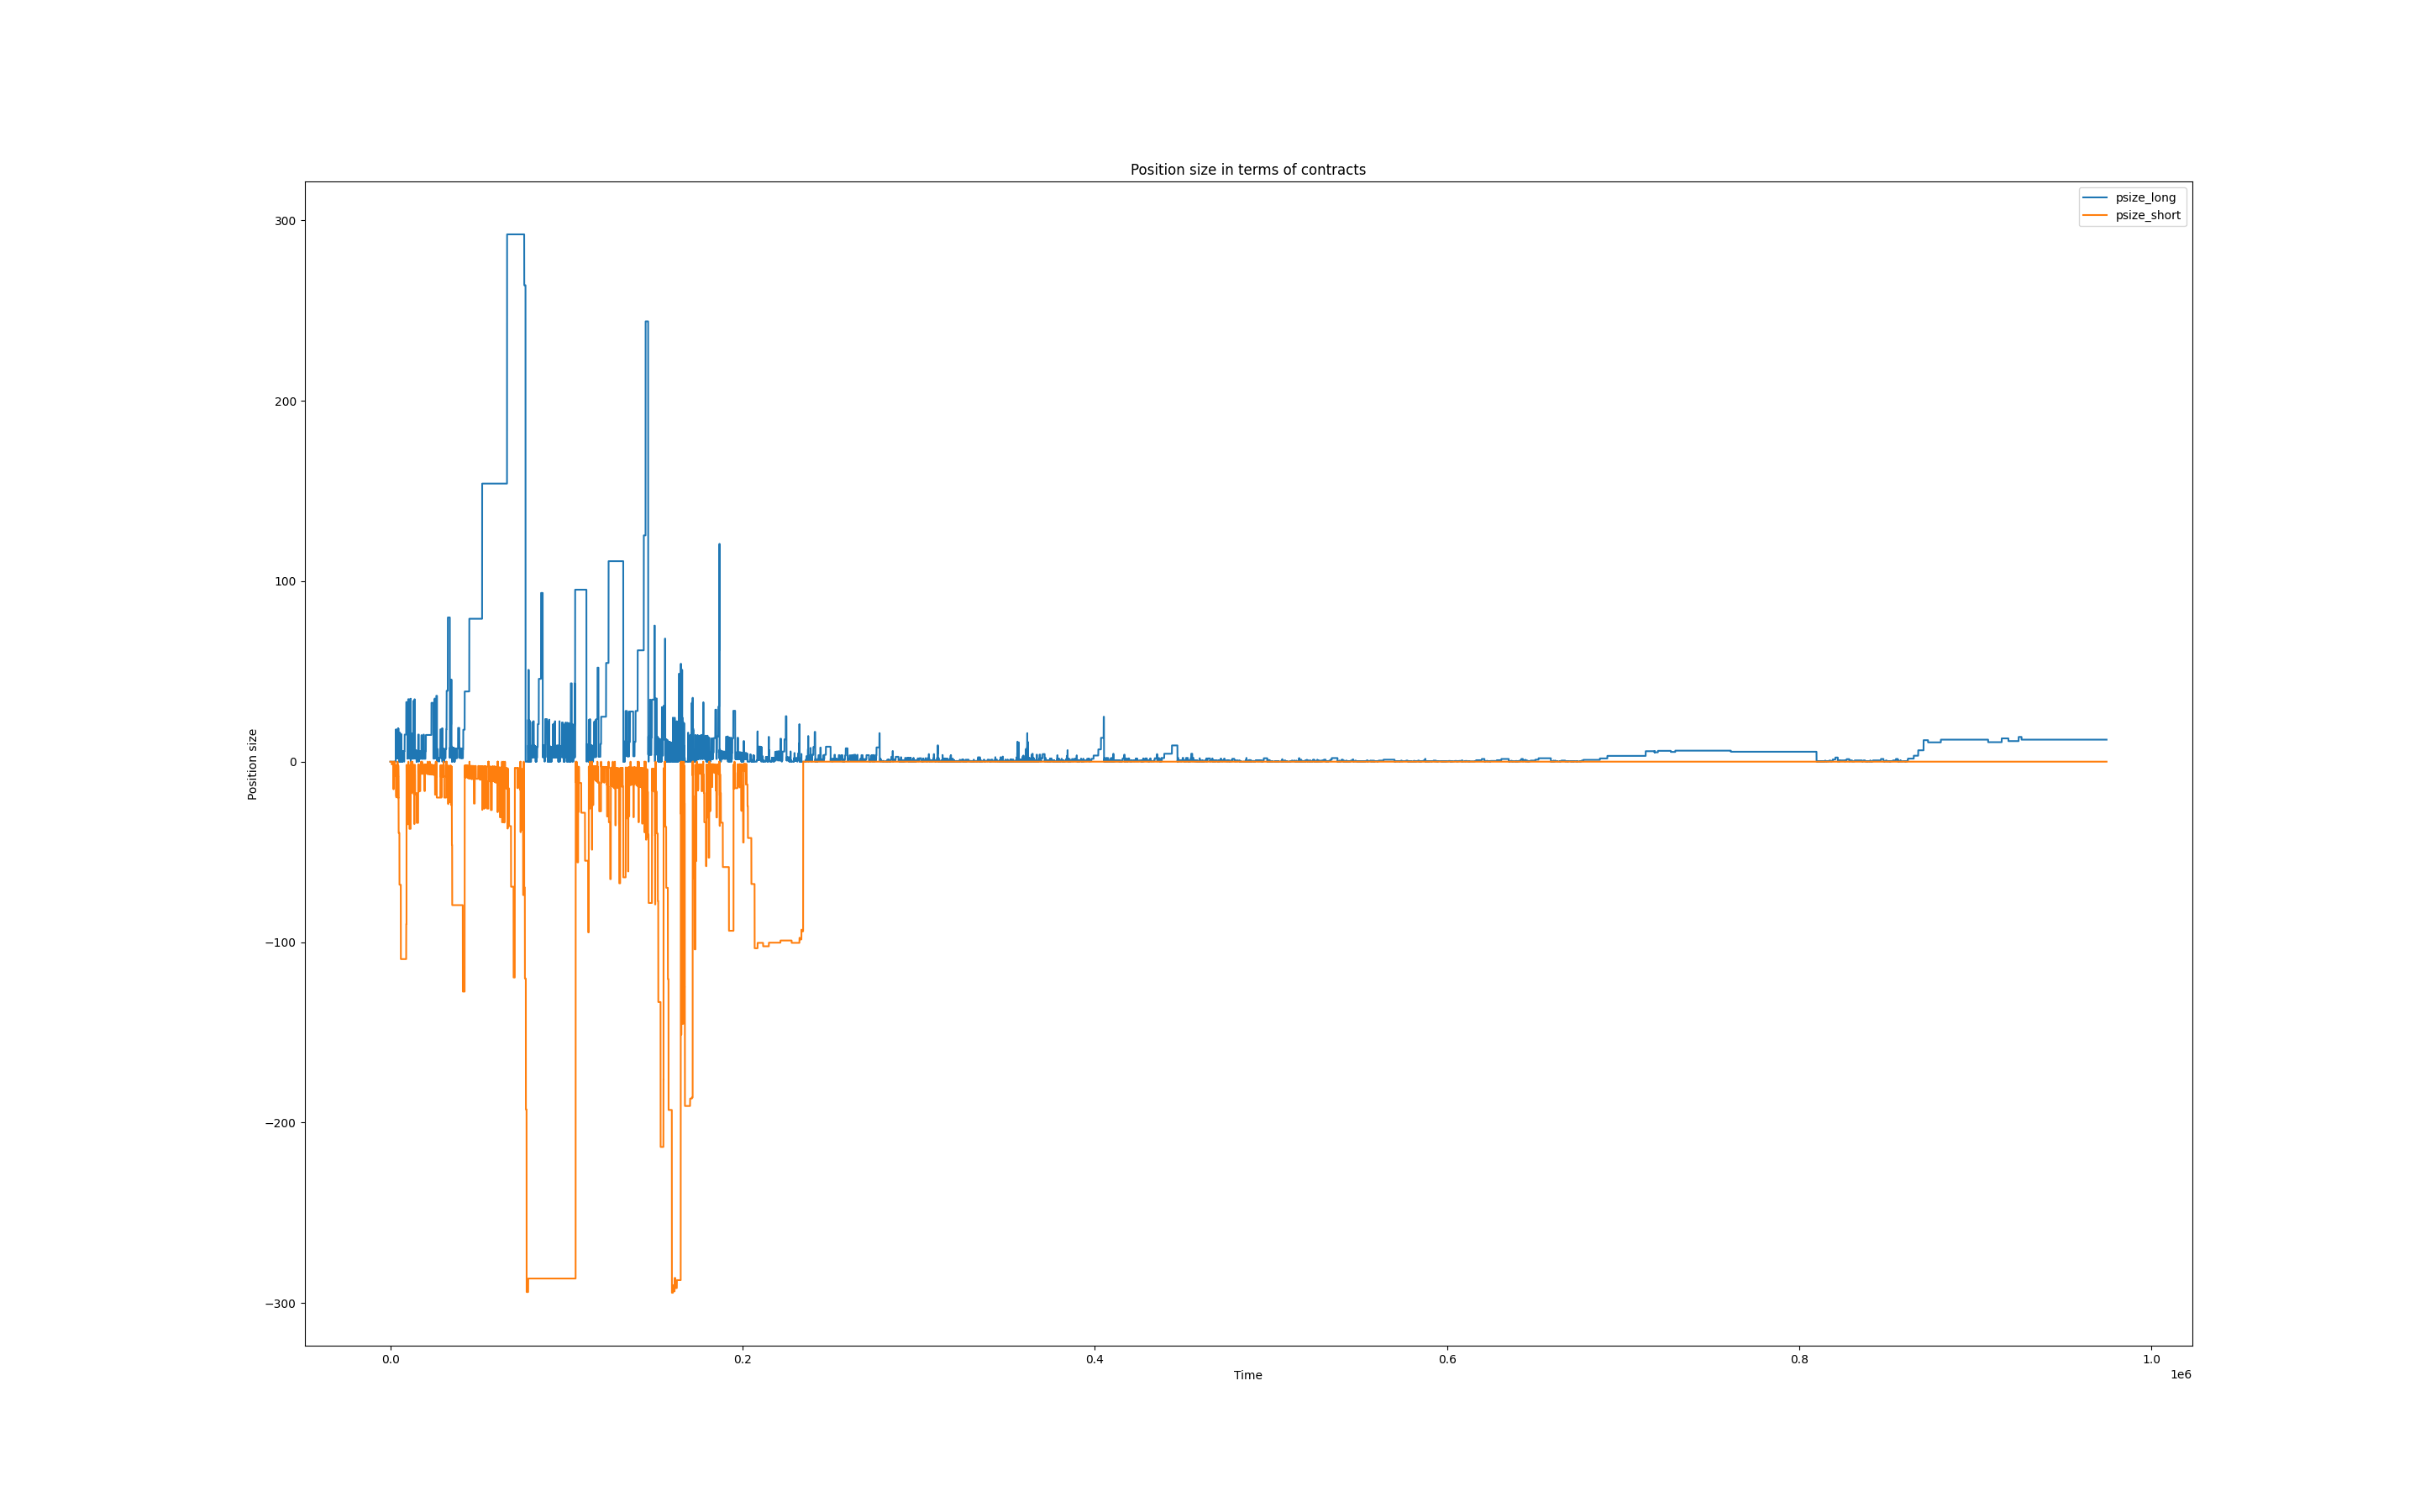 Position size in terms of contracts
psize_long
psize_short
300
200
100
0
−100
−200
−300
Position size
0.0 0.2 0.4 0.6 0.8 1.0
1e6
Time